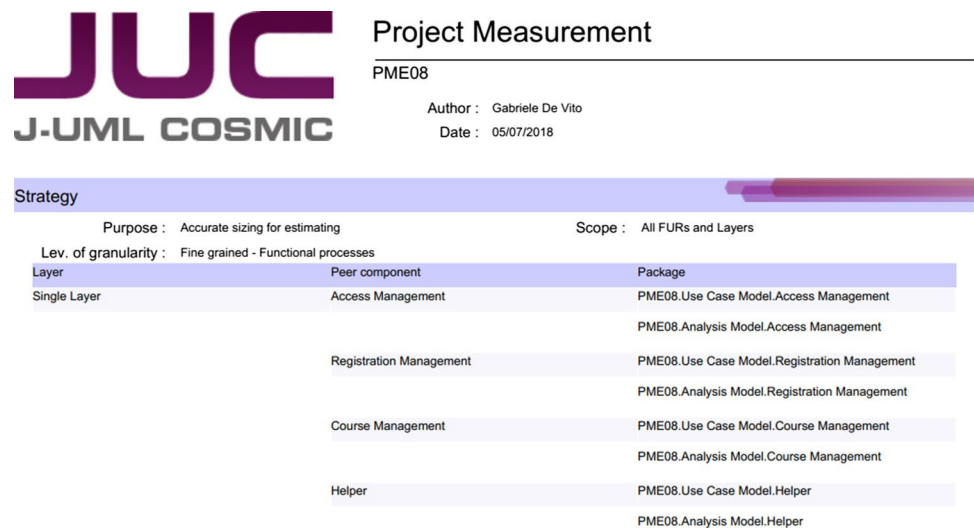 JUC
J-UML COSMIC
Project Measurement
PME08
Author : Gabriele De Vito
Date : 05/07/2018
Strategy
Purpose : Accurate sizing for estimating Scope : All FURs and Layers
Lev. of granularity : Fine grained - Functional processes
Layer Peer component Package
Single Layer Access Management PME08.Use Case Model.Access Management
PME08.Analysis Model.Access Management
Registration Management PME08.Use Case Model.Registration Management
PME08.Analysis Model.Registration Management
Course Management PME08.Use Case Model.Course Management
PME08.Analysis Model.Course Management
Helper PME08.Use Case Model.Helper
PME08.Analysis Model.Helper